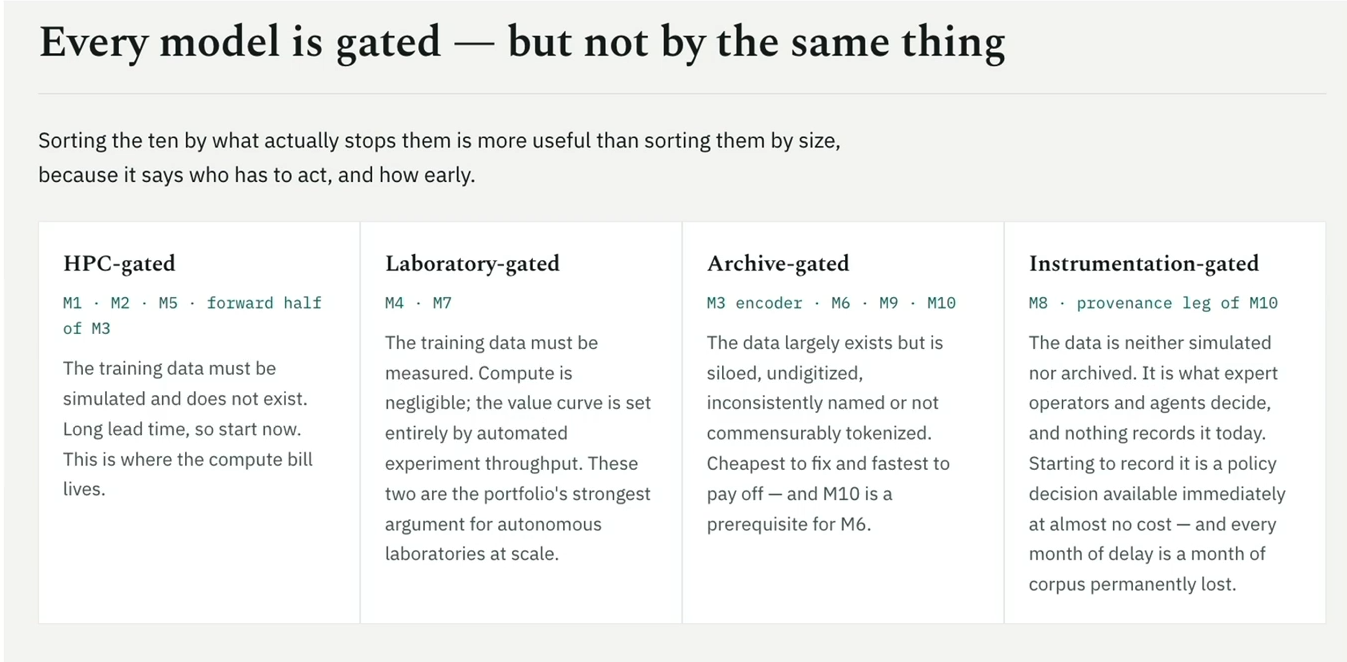 Every model is gated — but not by the same thing
Sorting the ten by what actually stops them is more useful than sorting them by size,
because it says who has to act, and how early.
HPC-gated
M1 · M2 · M5 · forward half
of M3
The training data must be
simulated and does not exist.
Long lead time, so start now.
This is where the compute bill
lives.
Laboratory-gated
M4 · M7
The training data must be
measured. Compute is
negligible; the value curve is set
entirely by automated
experiment throughput. These
two are the portfolio's strongest
argument for autonomous
laboratories at scale.
Archive-gated
M3 encoder · M6 · M9 · M10
The data largely exists but is
siloed, undigitized,
inconsistently named or not
commensurably tokenized.
Cheapest to fix and fastest to
pay off — and M10 is a
prerequisite for M6.
Instrumentation-gated
M8 · provenance leg of M10
The data is neither simulated
nor archived. It is what expert
operators and agents decide,
and nothing records it today.
Starting to record it is a policy
decision available immediately
at almost no cost — and every
month of delay is a month of
corpus permanently lost.